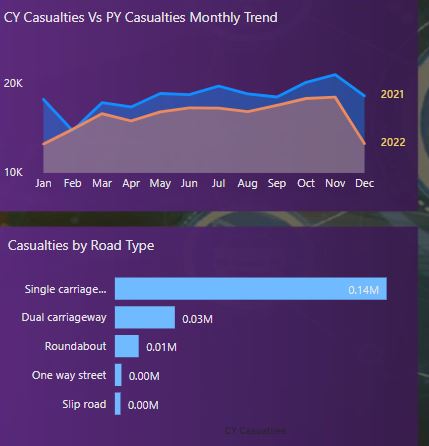 CY Casualties Vs PY Casualties Monthly Trend
20K
2021
2022
10K
Jan Feb Mar Apr May Jun Jul Aug Sep Oct Nov Dec
Casualties by Road Type
Single carriage... 0.14M
Dual carriageway 0.03M
Roundabout 0.01M
One way street 0.00M
Slip road 0.00M
CY Casualties